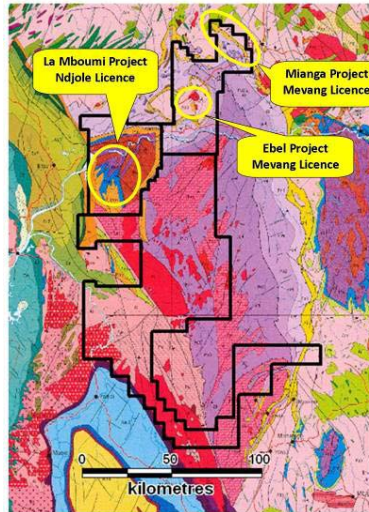 La Mboumi Project
Ndjole Licence
Mianga Project
Mevang Licence
Ebel Project
Mevang Licence
0 50 100
kilometres